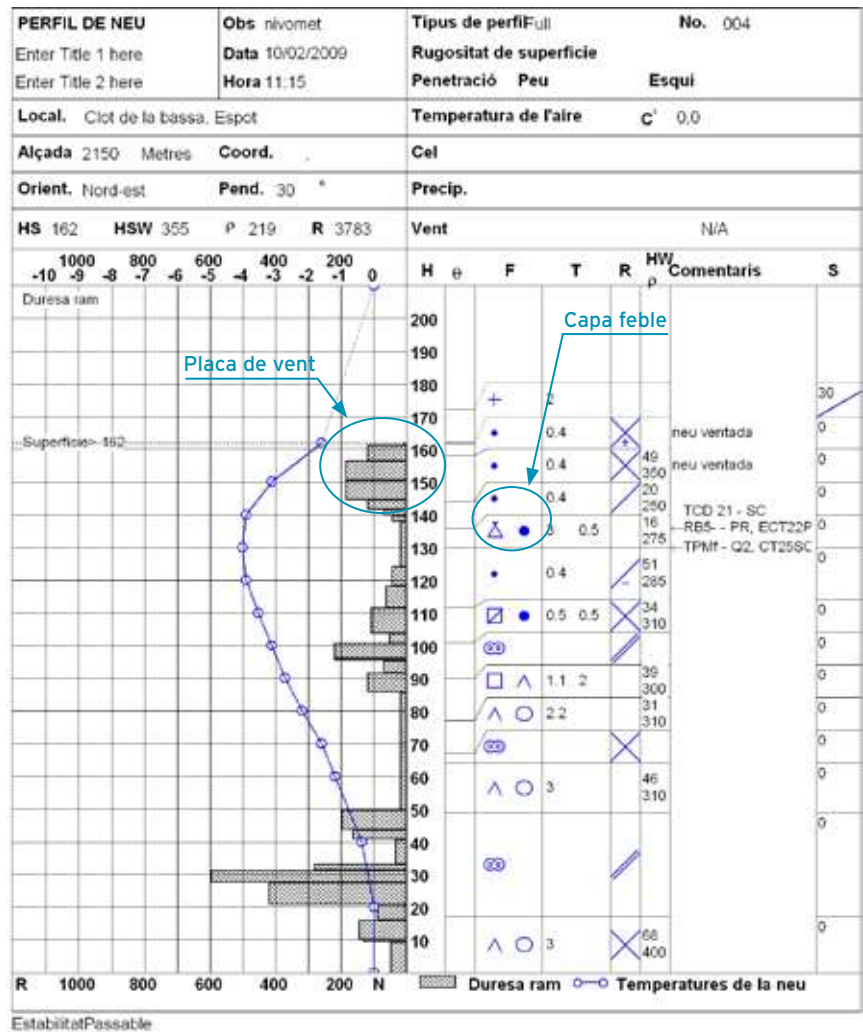 PERFIL DE NEU
Enter Title 1 here
Enter Title 2 here
Obs nivomet
Data 10/02/2009
Hora 11:15
Tipus de perfilFull No. 004
Rugositat de superficie
Penetració Peu Esqui
Local. Clot de la bassa, Espot
Temperatura de l'aire C° 0,0
Alçada 2150 Metres Coord. .
Cel
Orient. Nord-est Pend. 30 °
Precip.
HS 162 HSW 355 ρ 219 R 3783
Vent N/A
1000 800 600 400 200
-10 -9 -8 -7 -6 -5 -4 -3 -2 -1 0
H θ F T R HW ρ Comentaris S
Duresa ram
Capa feble
Placa de vent
200
190
180
30
+ 2
170
0.4 neu ventada 0
Superficie> 162
160
49
0.4 350 neu ventada 0
150
20
0.4 250 0
140
TCD 21 - SC
16
3 0.5 275 RB5- - PR, ECT22P 0
130
TPMf - Q2, CT25SC
51
0.4 285 0
120
34
110
0.5 0.5 310 0
100
0
39
90
1.1 2 300 0
31
80
2.2 310 0
70
0
60
46
3 310 0
50
0
40
30
20
0
68
10
3 400
R 1000 800 600 400 200 N
Duresa ram Temperatures de la neu
EstabilitatPassable